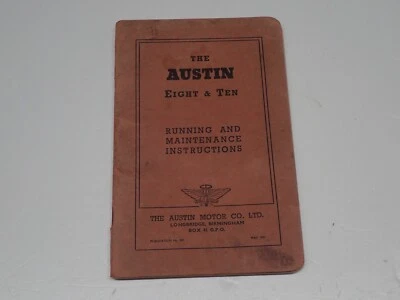 THE
AUSTIN
EIGHT & TEN
RUNNING AND
MAINTENANCE
INSTRUCTIONS
THE AUSTIN MOTOR CO. LTD.
LONGBRIDGE, BIRMINGHAM